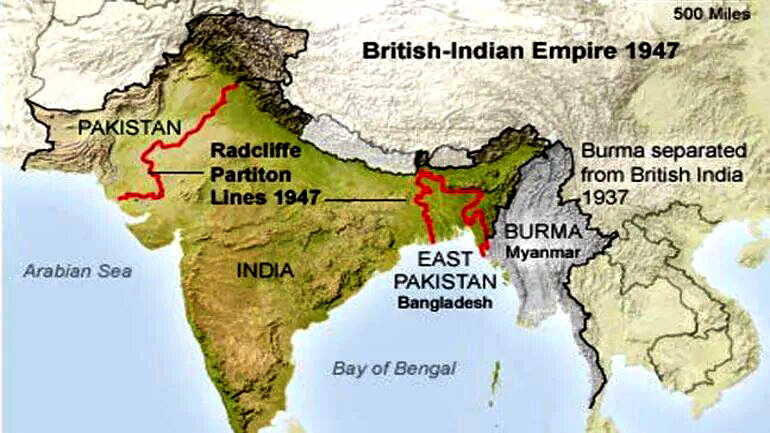 500 Miles
British-Indian Empire 1947
PAKISTAN
Radcliffe
Partiton
Lines 1947
Burma separated
from British India
1937
BURMA
Myanmar
EAST
PAKISTAN
Bangladesh
INDIA
Arabian Sea
Bay of Bengal